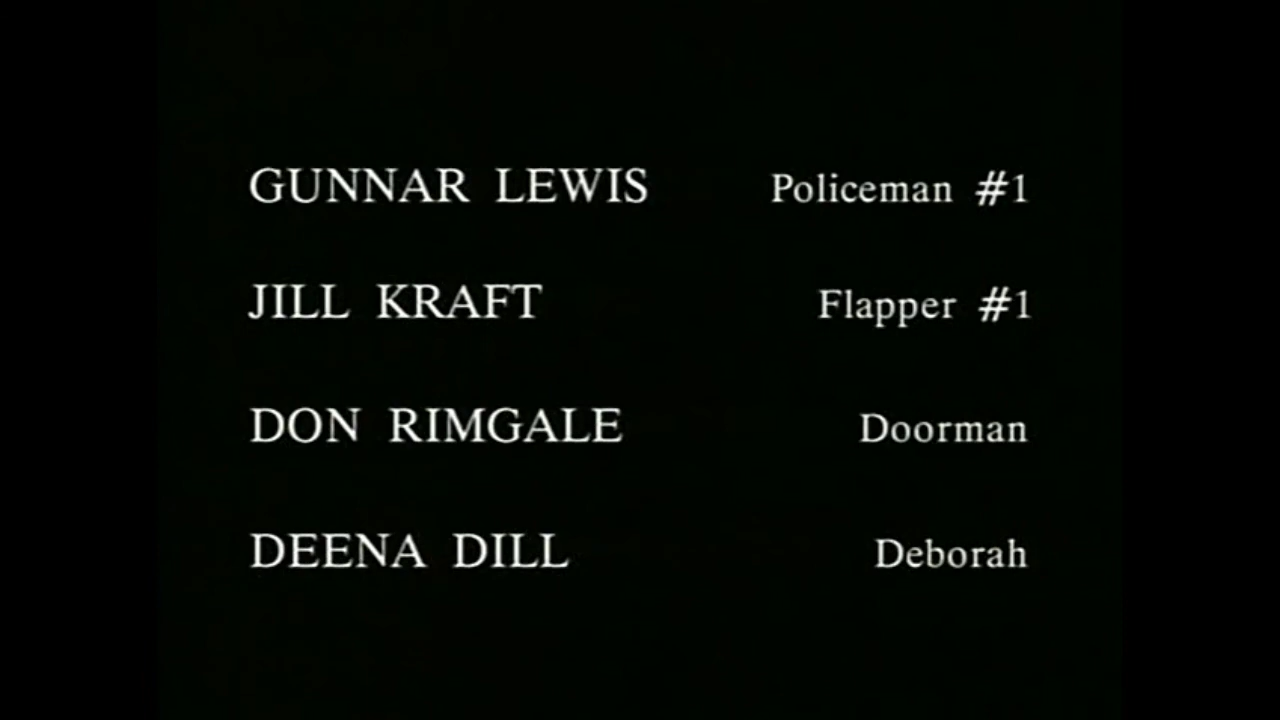 GUNNAR LEWIS Policeman #1
JILL KRAFT Flapper #1
DON RIMGALE Doorman
DEENA DILL Deborah